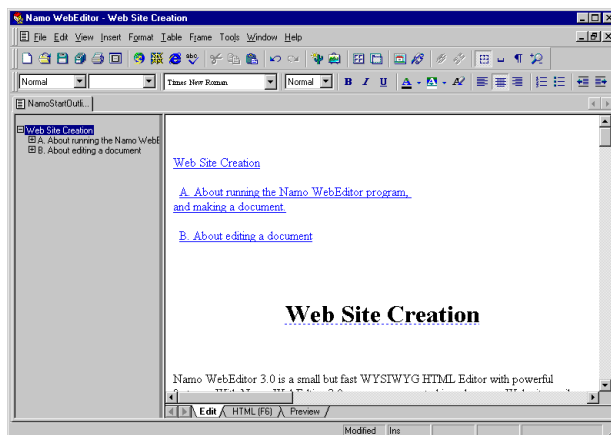 Namo WebEditor - Web Site Creation
File Edit View Insert Format Table Frame Tools Window Help
Normal Times New Roman Normal B I U A A
NamoStartOutli...
Web Site Creation
A. About running the Namo WebE
B. About editing a document
Web Site Creation
A. About running the Namo WebEditor program,
and making a document.
B. About editing a document
Web Site Creation
Namo WebEditor 3.0 is a small but fast WYSIWYG HTML Editor with powerful
Edit HTML (F6) Preview
Modified Ins